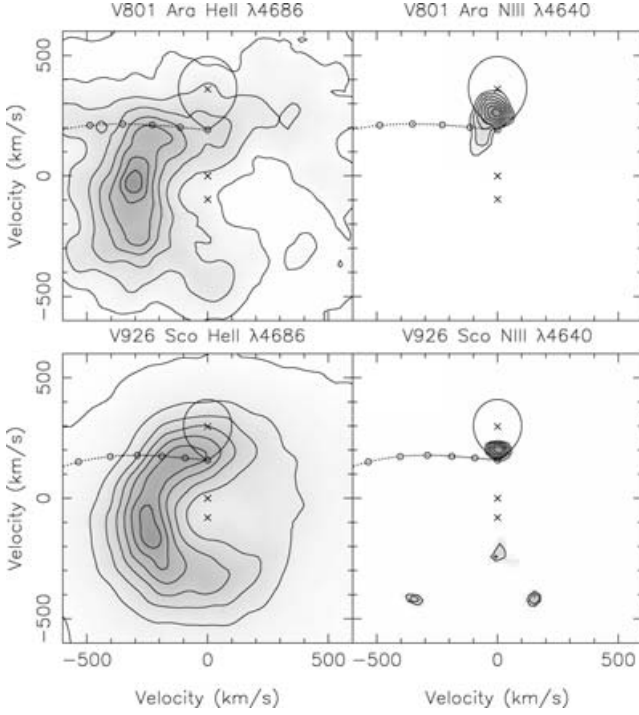 V801 Ara HeII λ4686
V801 Ara NIII λ4640
500
0
−500
Velocity (km/s)
V926 Sco HeII λ4686
V926 Sco NIII λ4640
500
0
−500
Velocity (km/s)
−500
0
500
−500
0
500
Velocity (km/s)
Velocity (km/s)